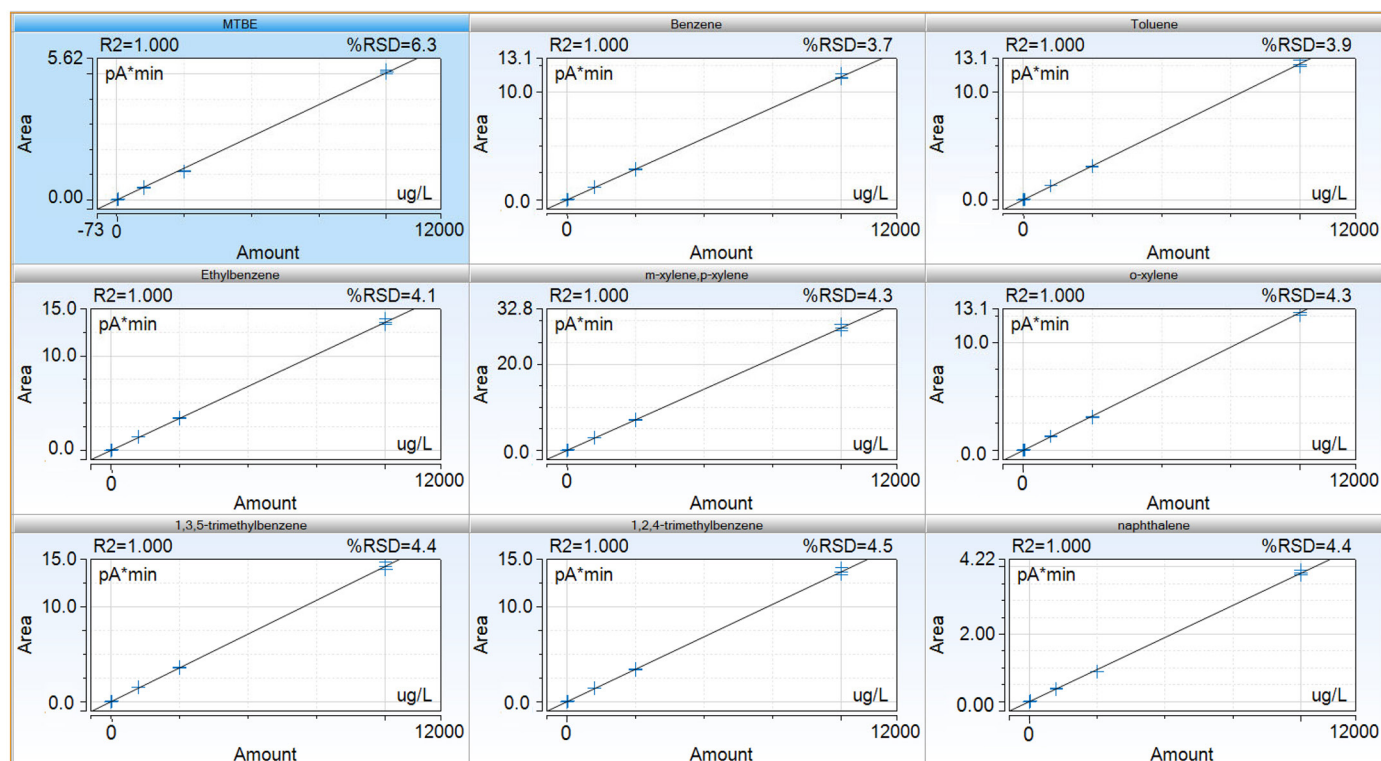 MTBE
R2=1.000 %RSD=6.3
5.62
pA*min
Area
0.00
ug/L
-73 0 12000
Amount
Benzene
R2=1.000 %RSD=3.7
13.1
pA*min
10.0
Area
0.0
ug/L
0 12000
Amount
Toluene
R2=1.000 %RSD=3.9
13.1
pA*min
10.0
Area
0.0
ug/L
0 12000
Amount
Ethylbenzene
R2=1.000 %RSD=4.1
15.0
pA*min
10.0
Area
0.0
ug/L
0 12000
Amount
m-xylene,p-xylene
R2=1.000 %RSD=4.3
32.8
pA*min
20.0
Area
0.0
ug/L
0 12000
Amount
o-xylene
R2=1.000 %RSD=4.3
13.1
pA*min
10.0
Area
0.0
ug/L
0 12000
Amount
1,3,5-trimethylbenzene
R2=1.000 %RSD=4.4
15.0
pA*min
10.0
Area
0.0
ug/L
0 12000
Amount
1,2,4-trimethylbenzene
R2=1.000 %RSD=4.5
15.0
pA*min
10.0
Area
0.0
ug/L
0 12000
Amount
naphthalene
R2=1.000 %RSD=4.4
4.22
pA*min
2.00
Area
0.00
ug/L
0 12000
Amount